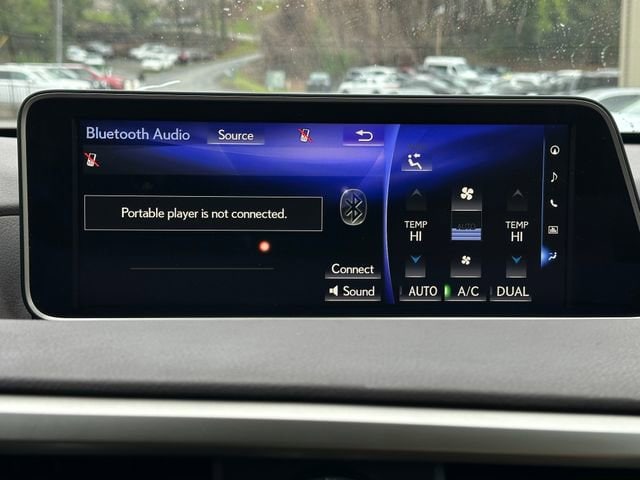 Bluetooth Audio
Source
Portable player is not connected.
Connect
Sound
TEMP
HI
TEMP
HI
AUTO
A/C
DUAL